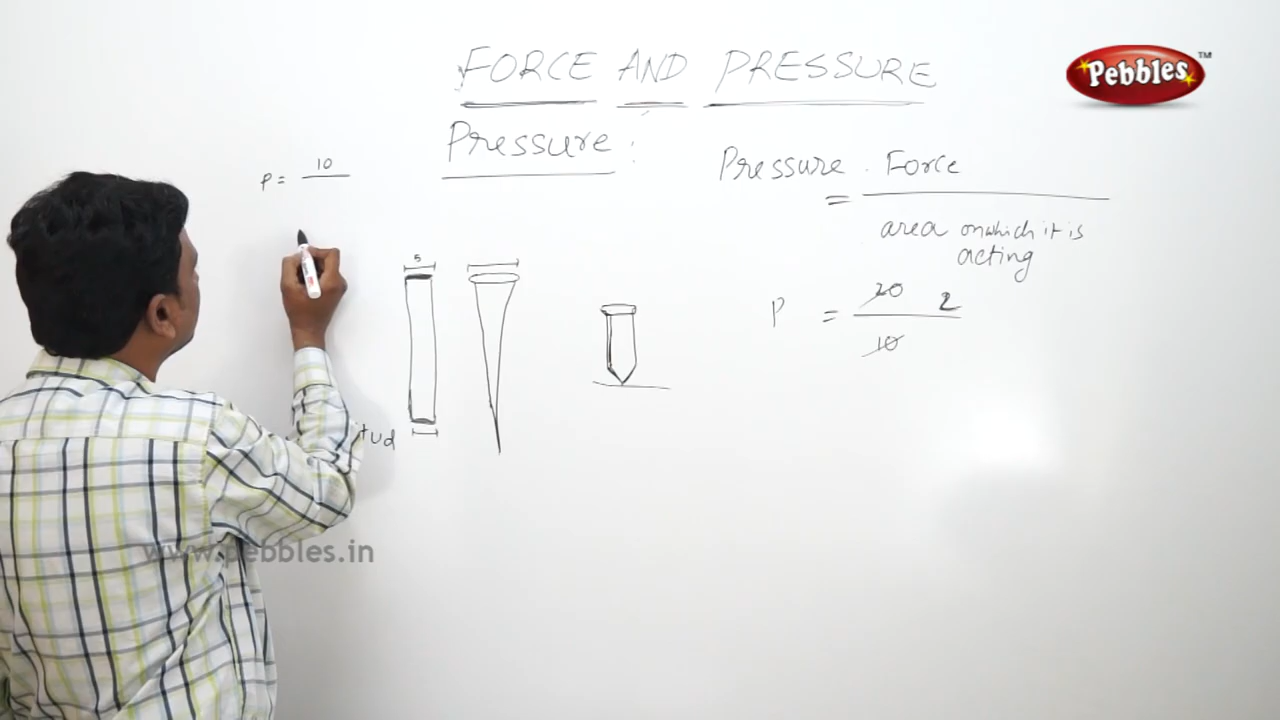 FORCE AND PRESSURE
Pebbles™
Pressure :
Pressure = Force
area on which it is
acting
P = 10
5
P = 20 2
10
tud
www.pebbles.in